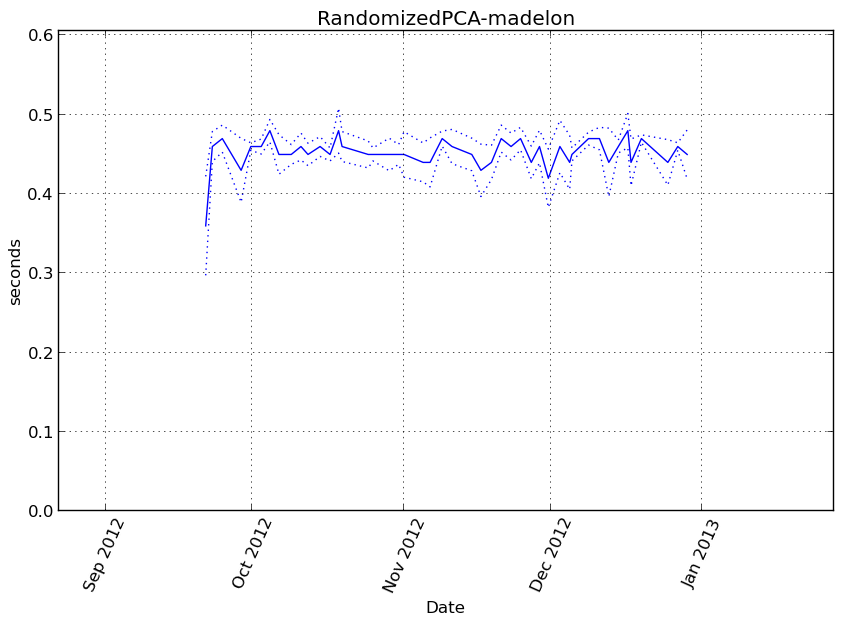 RandomizedPCA-madelon
0.6
0.5
0.4
0.3
0.2
0.1
0.0
seconds
Sep 2012
Oct 2012
Nov 2012
Dec 2012
Jan 2013
Date